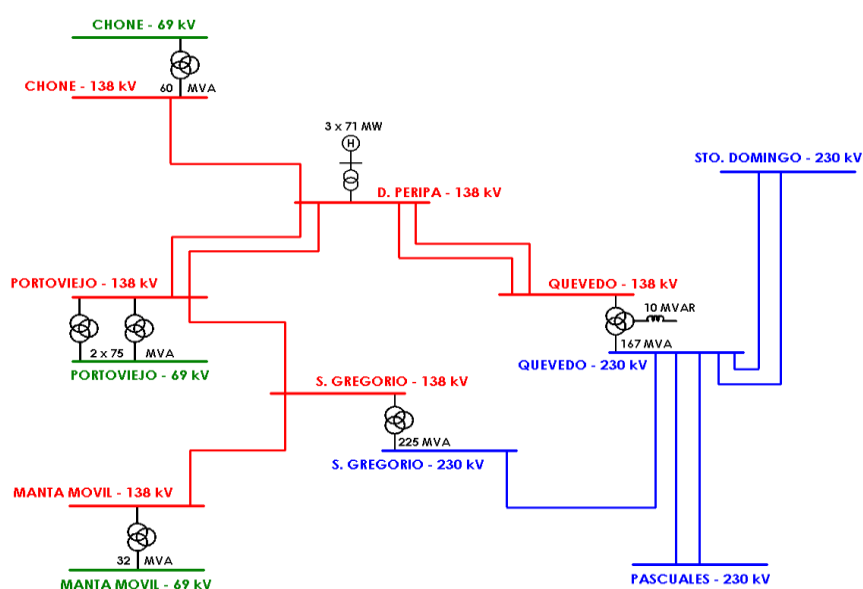 CHONE - 69 kV
CHONE - 138 kV
60 MVA
3 x 71 MW
H
STO. DOMINGO - 230 kV
D. PERIPA - 138 kV
PORTOVIEJO - 138 kV
QUEVEDO - 138 kV
10 MVAR
167 MVA
2 x 75 MVA
QUEVEDO - 230 kV
PORTOVIEJO - 69 kV
S. GREGORIO - 138 kV
225 MVA
S. GREGORIO - 230 kV
MANTA MOVIL - 138 kV
32 MVA
MANTA MOVIL - 69 kV
PASCUALES - 230 kV